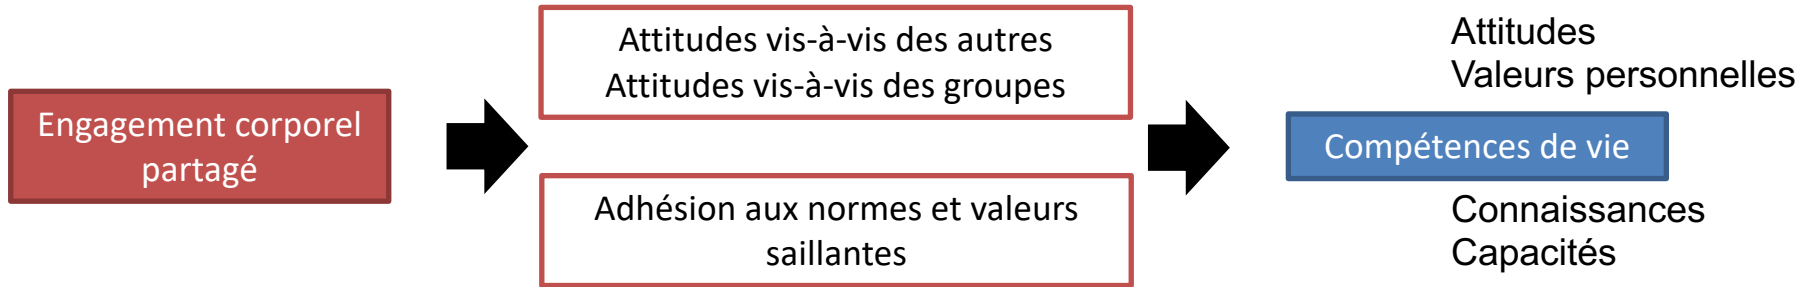 Engagement corporel
partagé
Attitudes vis-à-vis des autres
Attitudes vis-à-vis des groupes
Adhésion aux normes et valeurs
saillantes
Attitudes
Valeurs personnelles
Compétences de vie
Connaissances
Capacités